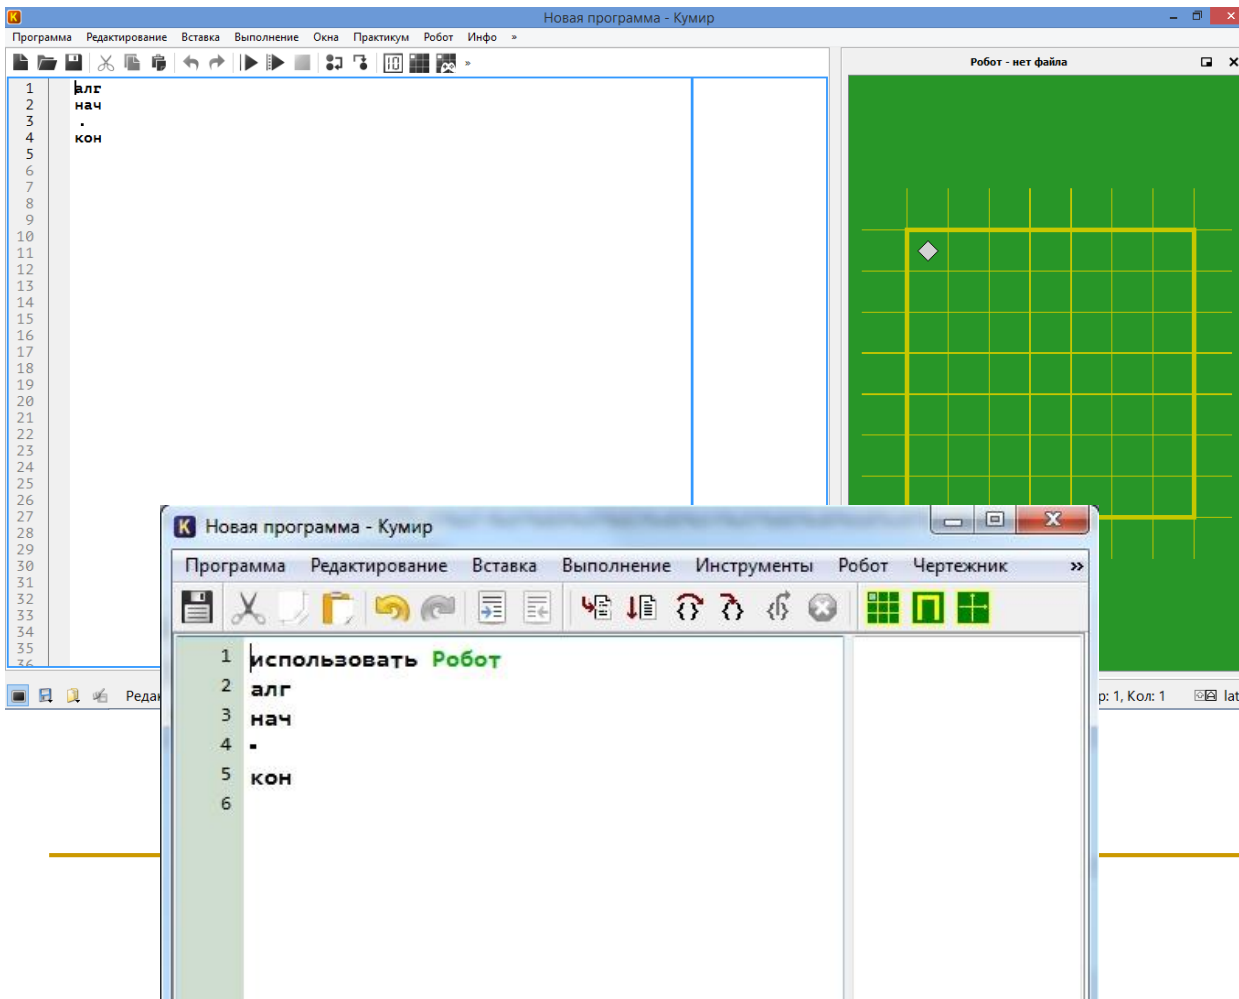 Новая программа - Кумир
Программа Редактирование Вставка Выполнение Окна Практикум Робот Инфо »
»
Робот - нет файла
1 алг
2 нач
3 .
4 кон
5
6
7
8
9
10
11
12
13
14
15
16
17
18
19
20
21
22
23
24
25
26
27
28
29
30
31
32
33
34
35
36
Новая программа - Кумир
Программа Редактирование Вставка Выполнение Инструменты Робот Чертежник »
1 использовать Робот
2 алг
3 нач
4 .
5 кон
6
р: 1, Кол: 1 lat